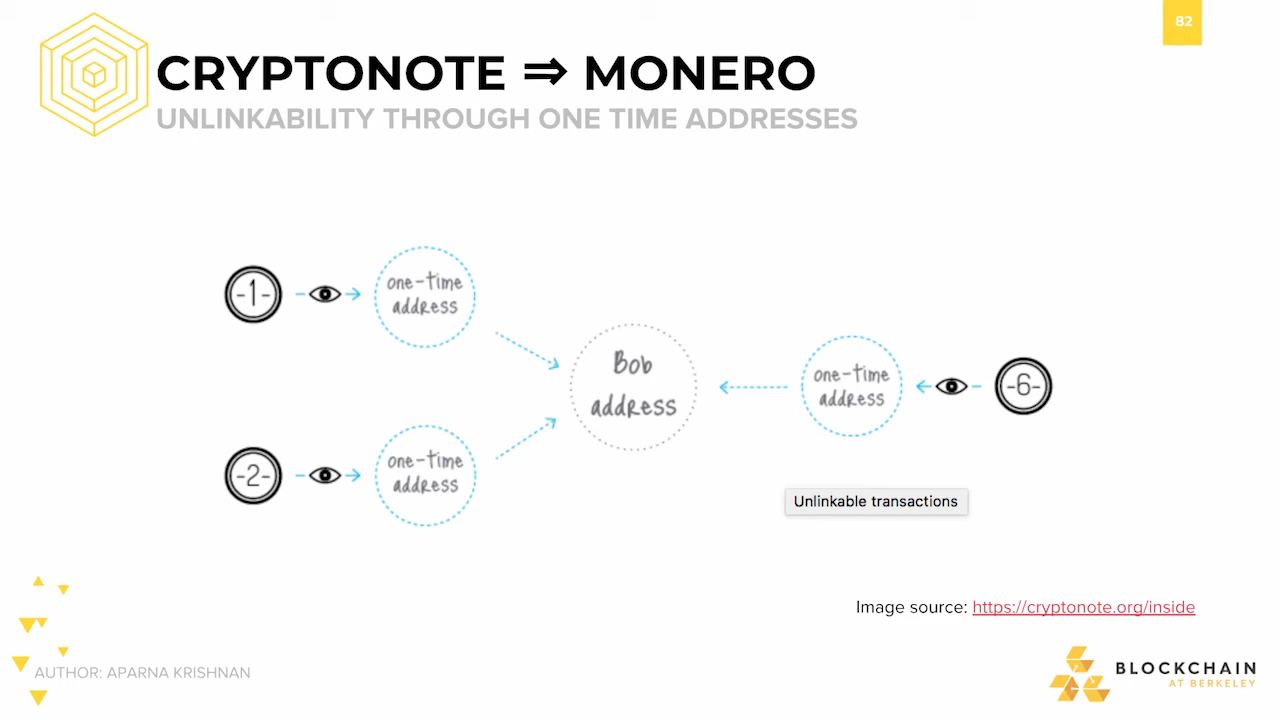 82
CRYPTONOTE ⇒ MONERO
UNLINKABILITY THROUGH ONE TIME ADDRESSES
-1-
one-time
address
Bob
address
one-time
address
-6-
-2-
one-time
address
Unlinkable transactions
Image source: https://cryptonote.org/inside
AUTHOR: APARNA KRISHNAN
BLOCKCHAIN
AT BERKELEY